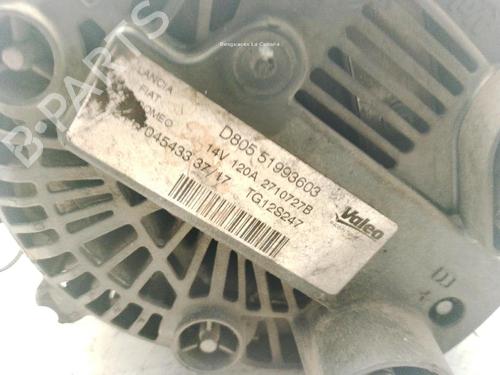 Desguaces La Cabaña
B-PARTS
LANCIA
FIAT
ROMEO
D805 51993603
14V 120A 2710727B
045433 37/17 TG12S247
Valeo